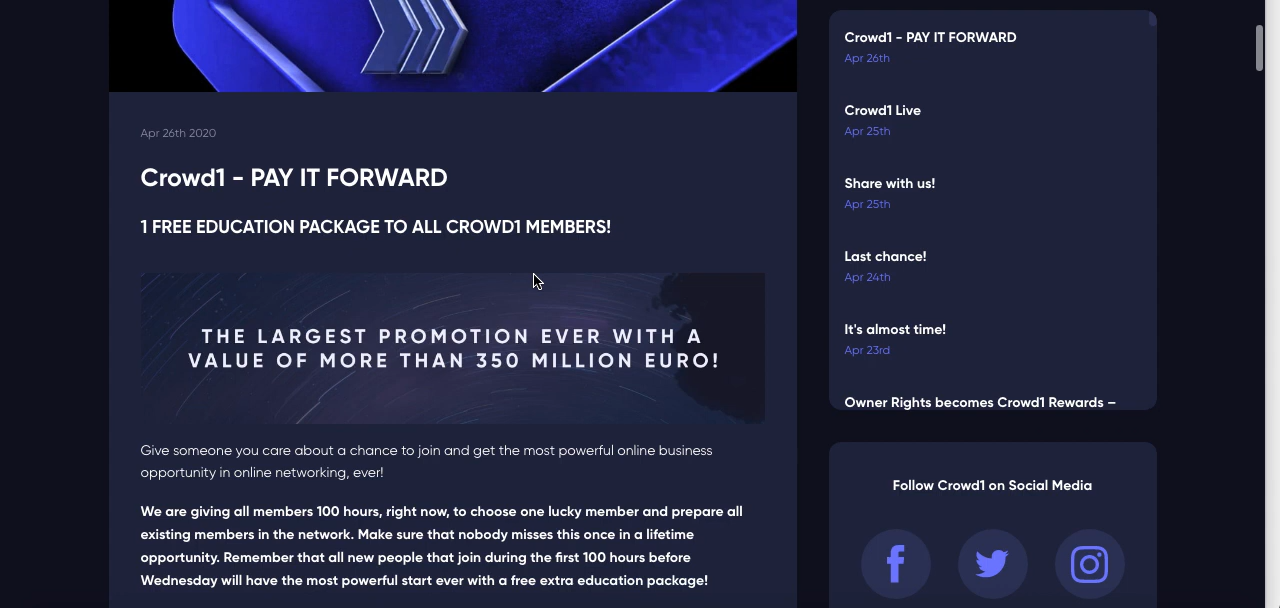 Apr 26th 2020
Crowd1 - PAY IT FORWARD
1 FREE EDUCATION PACKAGE TO ALL CROWD1 MEMBERS!
THE LARGEST PROMOTION EVER WITH A
VALUE OF MORE THAN 350 MILLION EURO!
Give someone you care about a chance to join and get the most powerful online business
opportunity in online networking, ever!
We are giving all members 100 hours, right now, to choose one lucky member and prepare all
existing members in the network. Make sure that nobody misses this once in a lifetime
opportunity. Remember that all new people that join during the first 100 hours before
Wednesday will have the most powerful start ever with a free extra education package!
Crowd1 - PAY IT FORWARD
Apr 26th
Crowd1 Live
Apr 25th
Share with us!
Apr 25th
Last chance!
Apr 24th
It's almost time!
Apr 23rd
Owner Rights becomes Crowd1 Rewards –
Follow Crowd1 on Social Media